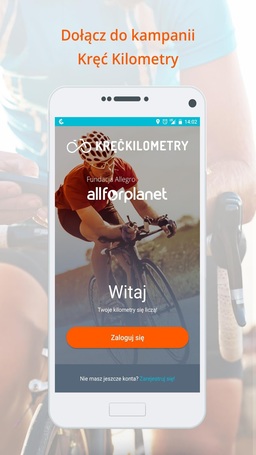 Dołącz do kampanii
Kręć Kilometry
14:02
KRĘĆKILOMETRY
Fundacja Allegro
allforplanet
Witaj
Twoje kilometry się liczą!
Zaloguj się
Nie masz jeszcze konta? Zarejestruj się!